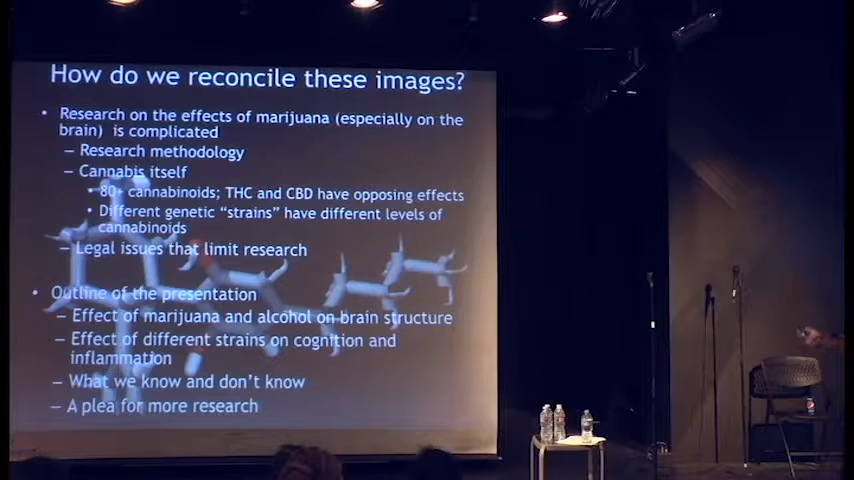 How do we reconcile these images?
• Research on the effects of marijuana (especially on the
brain) is complicated
– Research methodology
– Cannabis itself
• 80+ cannabinoids; THC and CBD have opposing effects
• Different genetic “strains” have different levels of
cannabinoids
– Legal issues that limit research
• Outline of the presentation
– Effect of marijuana and alcohol on brain structure
– Effect of different strains on cognition and
inflammation
– What we know and don’t know
– A plea for more research